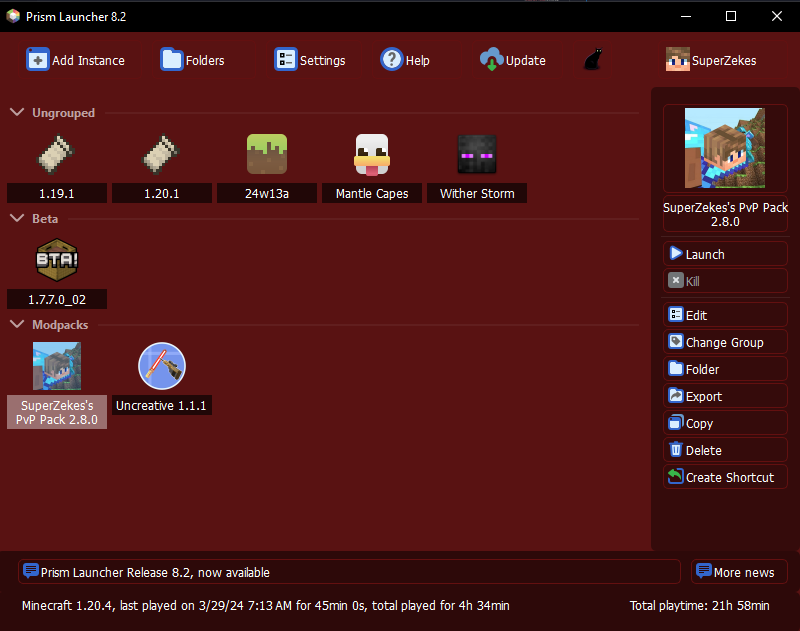 Prism Launcher 8.2
Add Instance
Folders
Settings
Help
Update
SuperZekes
Ungrouped
1.19.1
1.20.1
24w13a
Mantle Capes
Wither Storm
Beta
BTA!
1.7.7.0_02
Modpacks
SuperZekes's
PvP Pack 2.8.0
Uncreative 1.1.1
SuperZekes's PvP Pack
2.8.0
Launch
Kill
Edit
Change Group
Folder
Export
Copy
Delete
Create Shortcut
Prism Launcher Release 8.2, now available
More news
Minecraft 1.20.4, last played on 3/29/24 7:13 AM for 45min 0s, total played for 4h 34min
Total playtime: 21h 58min